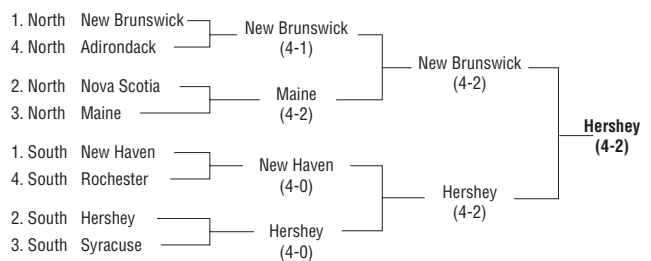 1. North New Brunswick
4. North Adirondack
New Brunswick
(4-1)
2. North Nova Scotia
3. North Maine
Maine
(4-2)
New Brunswick
(4-2)
1. South New Haven
4. South Rochester
New Haven
(4-0)
2. South Hershey
3. South Syracuse
Hershey
(4-0)
Hershey
(4-2)
Hershey
(4-2)